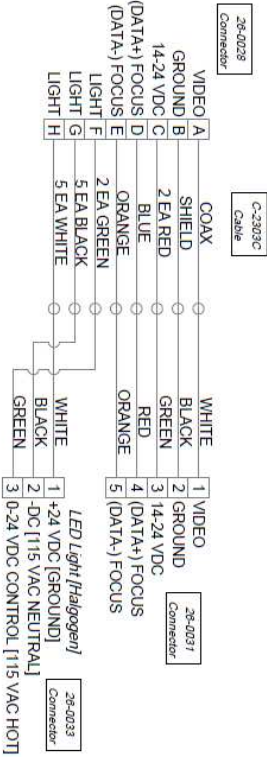 26-0028
Connector
C-2303C
Cable
VIDEO A COAX WHITE 1 VIDEO
GROUND B SHIELD BLACK 2 GROUND
14-24 VDC C 2 EA RED GREEN 3 14-24 VDC
(DATA+) FOCUS D BLUE RED 4 (DATA+) FOCUS
(DATA-) FOCUS E ORANGE ORANGE 5 (DATA-) FOCUS
LIGHT F 2 EA GREEN
LIGHT G 5 EA BLACK
LIGHT H 5 EA WHITE
26-0031
Connector
LED Light [Halgogen]
WHITE 1 +24 VDC [GROUND]
BLACK 2 -DC [115 VAC NEUTRAL]
GREEN 3 0-24 VDC CONTROL [115 VAC HOT]
26-0033
Connector